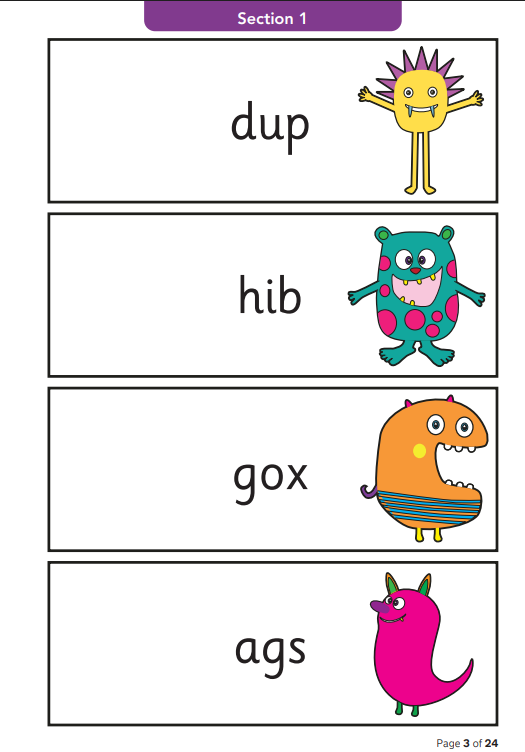 Section 1
dup
hib
gox
ags
Page 3 of 24